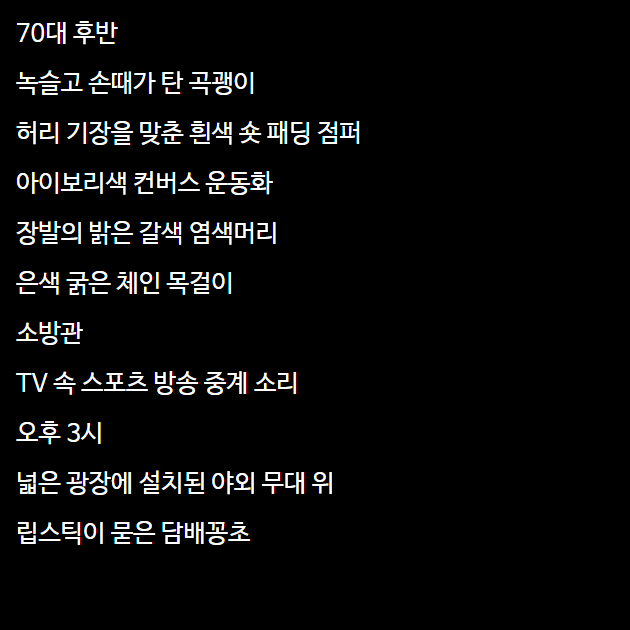 70대 후반
녹슬고 손때가 탄 곡괭이
허리 기장을 맞춘 흰색 숏 패딩 점퍼
아이보리색 컨버스 운동화
장발의 밝은 갈색 염색머리
은색 굵은 체인 목걸이
소방관
TV 속 스포츠 방송 중계 소리
오후 3시
넓은 광장에 설치된 야외 무대 위
립스틱이 묻은 담배꽁초